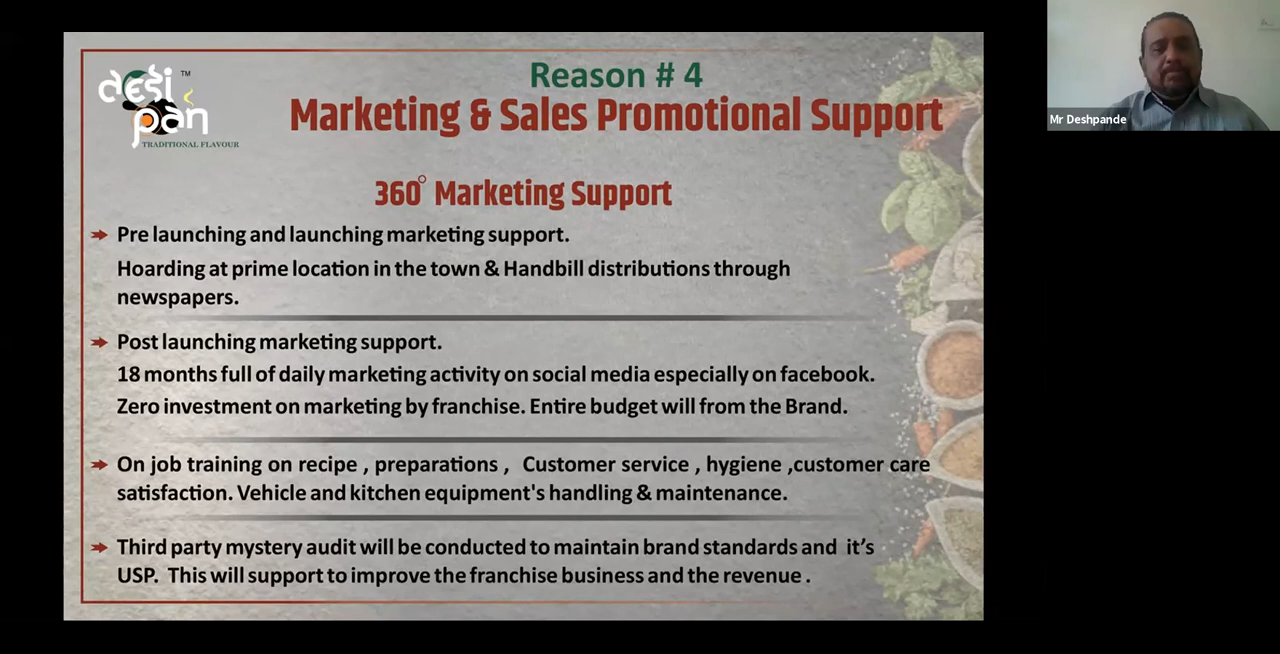 देsi
TM
pan
TRADITIONAL FLAVOUR
Reason # 4
Marketing & Sales Promotional Support
360° Marketing Support
Pre launching and launching marketing support.
Hoarding at prime location in the town & Handbill distributions through
newspapers.
Post launching marketing support.
18 months full of daily marketing activity on social media especially on facebook.
Zero investment on marketing by franchise. Entire budget will from the Brand.
On job training on recipe , preparations , Customer service , hygiene ,customer care
satisfaction. Vehicle and kitchen equipment's handling & maintenance.
Third party mystery audit will be conducted to maintain brand standards and it’s
USP. This will support to improve the franchise business and the revenue .
Mr Deshpande